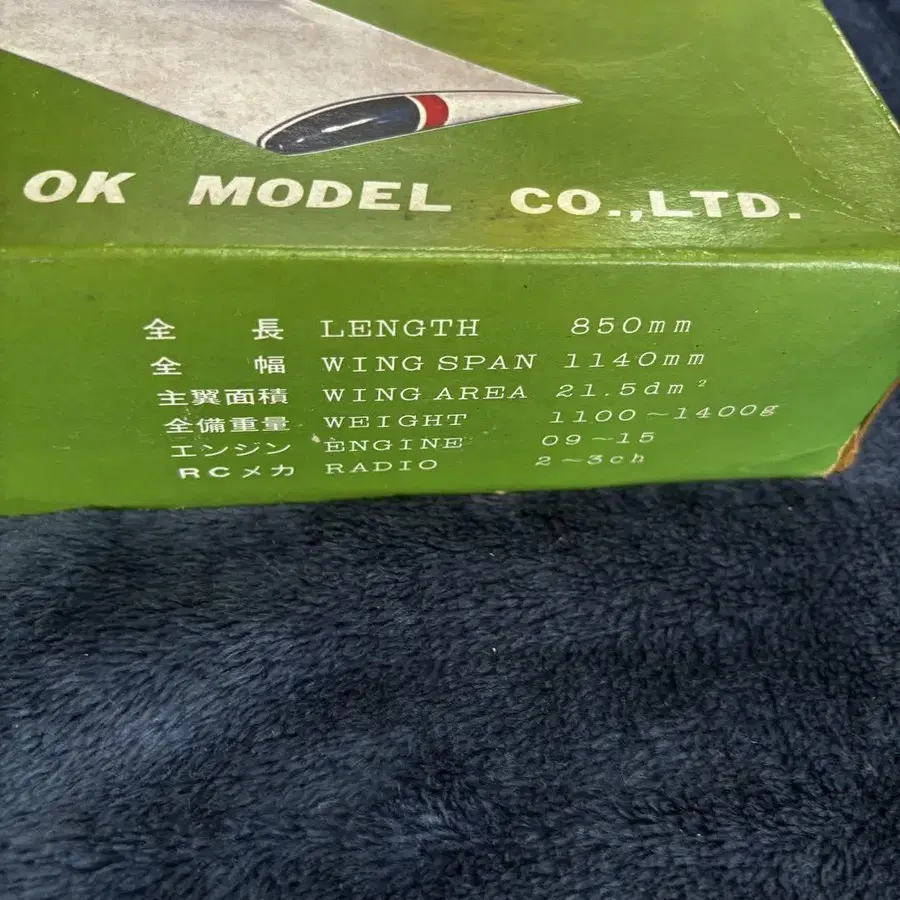 OK MODEL CO.,LTD.
全長 LENGTH 850mm
全幅 WING SPAN 1140mm
主翼面積 WING AREA 21.5dm²
全備重量 WEIGHT 1100~1400g
エンジン ENGINE 09~15
RCメカ RADIO 2~3ch